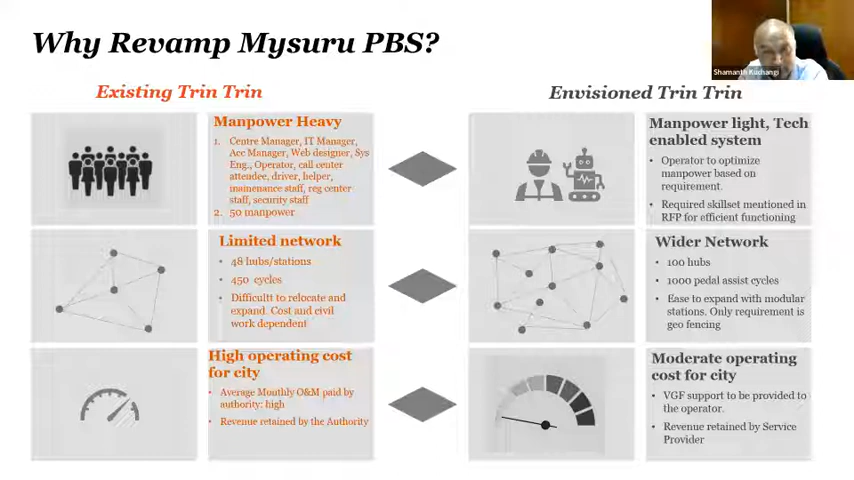 Why Revamp Mysuru PBS?
Shamanth Kuchangi
Existing Trin Trin
Envisioned Trin Trin
Manpower Heavy
1. Centre Manager, IT Manager,
Acc Manager, Web designer, Sys
Eng., Operator, call center
attendee, driver, helper,
mainenance staff, reg center
staff, security staff
2. 50 manpower
Manpower light, Tech
enabled system
• Operator to optimize
manpower based on
requirement.
• Required skillset mentioned in
RFP for efficient functioning
Limited network
• 48 hubs/stations
• 450 cycles
• Difficultt to relocate and
expand. Cost and civil
work dependent
Wider Network
• 100 hubs
• 1000 pedal assist cycles
• Ease to expand with modular
stations. Only requirement is
geo fencing
High operating cost
for city
• Average Monthly O&M paid by
authority: high
• Revenue retained by the Authority
Moderate operating
cost for city
• VGF support to be provided to
the operator.
• Revenue retained by Service
Provider